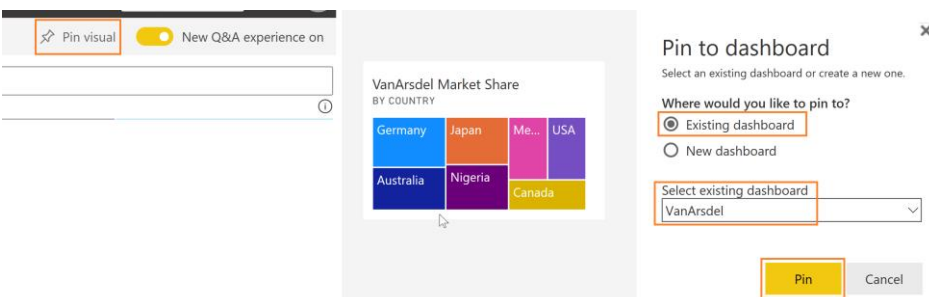 Pin visual
New Q&A experience on
VanArsdel Market Share
BY COUNTRY
Germany
Japan
Me...
USA
Australia
Nigeria
Canada
Pin to dashboard
Select an existing dashboard or create a new one.
Where would you like to pin to?
Existing dashboard
New dashboard
Select existing dashboard
VanArsdel
Pin
Cancel